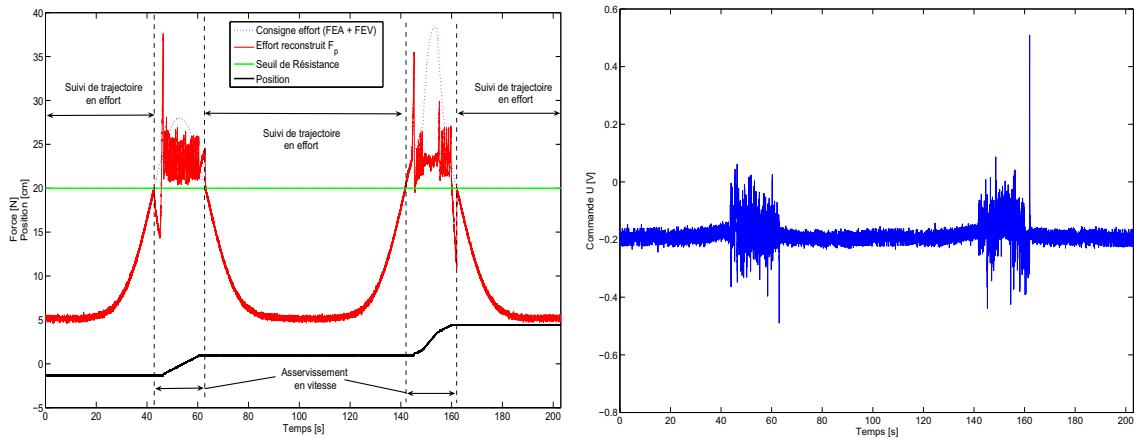 40
35
30
25
20
15
10
5
0
−5
Force [N]
Position [cm]
Consigne effort (FEA + FEV)
Effort reconstruit Fp
Seuil de Résistance
Position
Suivi de trajectoire
en effort
Suivi de trajectoire
en effort
Suivi de trajectoire
en effort
Asservissement
en vitesse
0 20 40 60 80 100 120 140 160 180 200
Temps [s]
0.6
0.4
0.2
0
−0.2
−0.4
−0.6
−0.8
Commande U [V]
0 20 40 60 80 100 120 140 160 180 200
Temps [s]